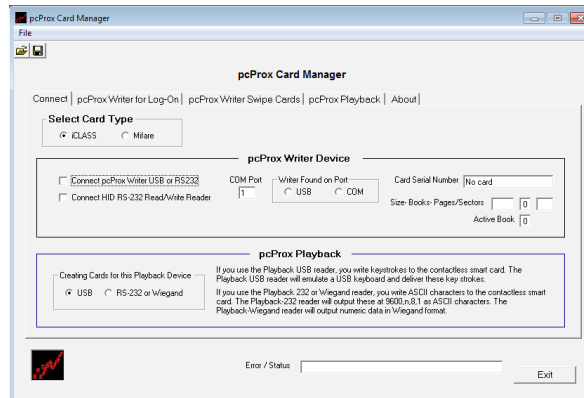 pcProx Card Manager
File
pcProx Card Manager
Connect | pcProx Writer for Log-On | pcProx Writer Swipe Cards | pcProx Playback | About |
Select Card Type
iCLASS Mifare
pcProx Writer Device
Connect pcProx Writer USB or RS232
Connect HID RS-232 Read/Write Reader
COM Port
1
Writer Found on Port
USB COM
Card Serial Number No card
Size- Books- Pages/Sectors 0
Active Book 0
pcProx Playback
Creating Cards for this Playback Device
USB RS-232 or Wiegand
If you use the Playback USB reader, you write keystrokes to the contactless smart card. The
Playback USB reader will emulate a USB keyboard and deliver these key strokes.
If you use the Playback 232 or Wiegand reader, you write ASCII characters to the contactless smart
card. The Playback-232 reader will output these at 9600,n,8,1 as ASCII characters. The
Playback-Wiegand reader will output numeric data in Wiegand format.
Error / Status
Exit